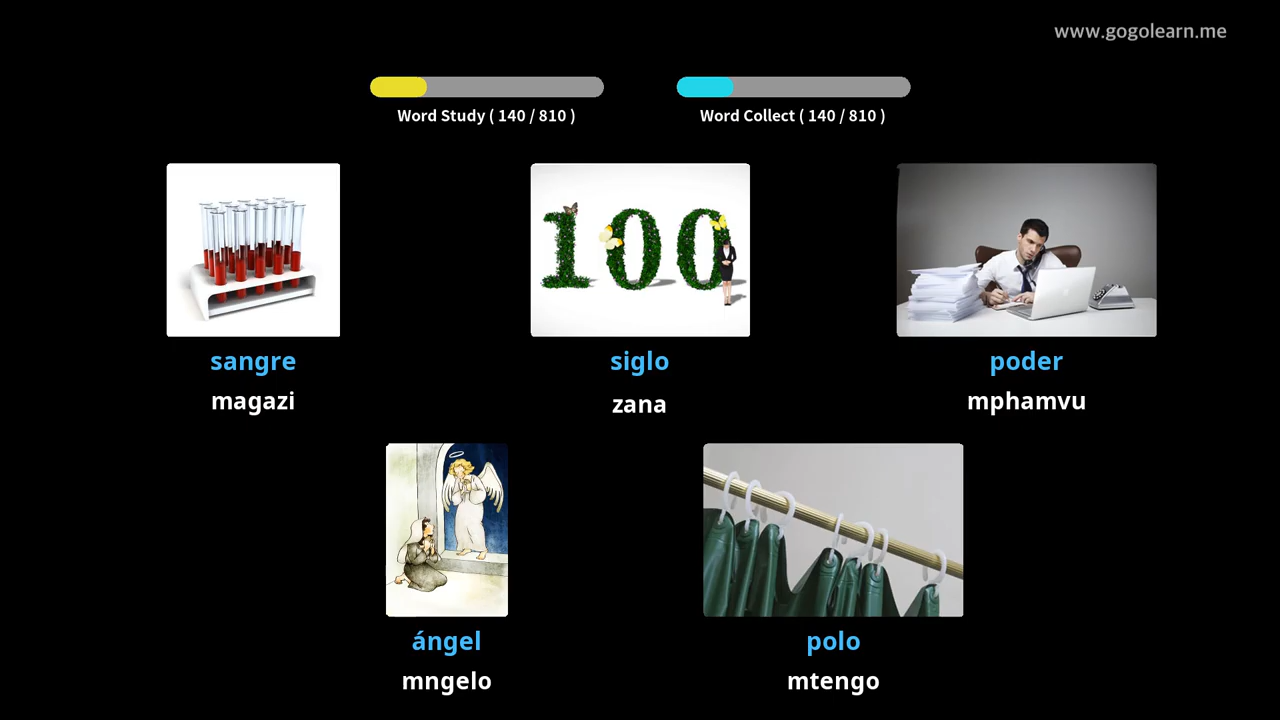 www.gogolearn.me
Word Study ( 140 / 810 )
Word Collect ( 140 / 810 )
100
sangre
magazi
siglo
zana
poder
mphamvu
ángel
mngelo
polo
mtengo